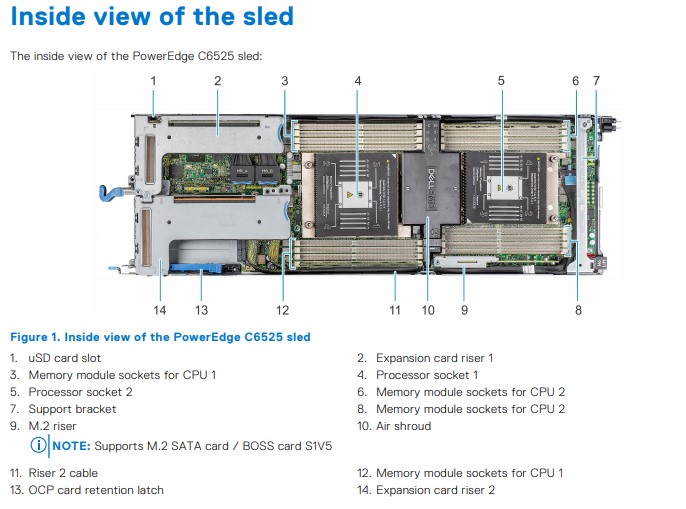 Inside view of the sled
The inside view of the PowerEdge C6525 sled:
1 2 3 4 5 6 7
DELL
14 13 12 11 10 9 8
Figure 1. Inside view of the PowerEdge C6525 sled
1. uSD card slot
2. Expansion card riser 1
3. Memory module sockets for CPU 1
4. Processor socket 1
5. Processor socket 2
6. Memory module sockets for CPU 2
7. Support bracket
8. Memory module sockets for CPU 2
9. M.2 riser
10. Air shroud
NOTE: Supports M.2 SATA card / BOSS card S1V5
11. Riser 2 cable
12. Memory module sockets for CPU 1
13. OCP card retention latch
14. Expansion card riser 2